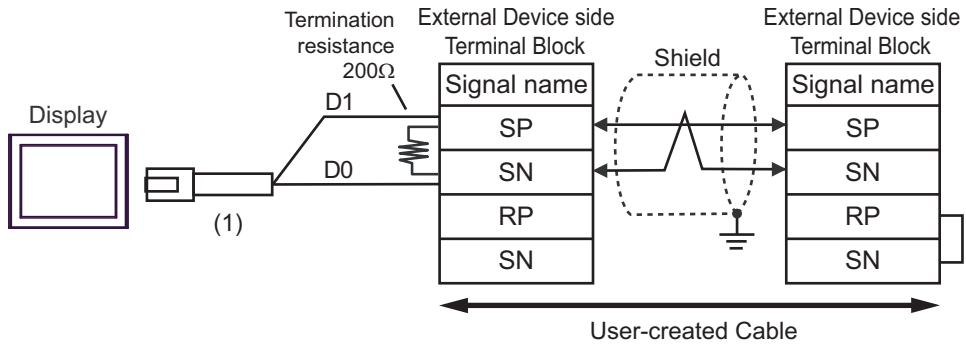 Termination
resistance
200Ω
External Device side
Terminal Block
External Device side
Terminal Block
Shield
Signal name
Signal name
Display
D1
SP
SP
D0
SN
SN
(1)
RP
RP
SN
SN
User-created Cable